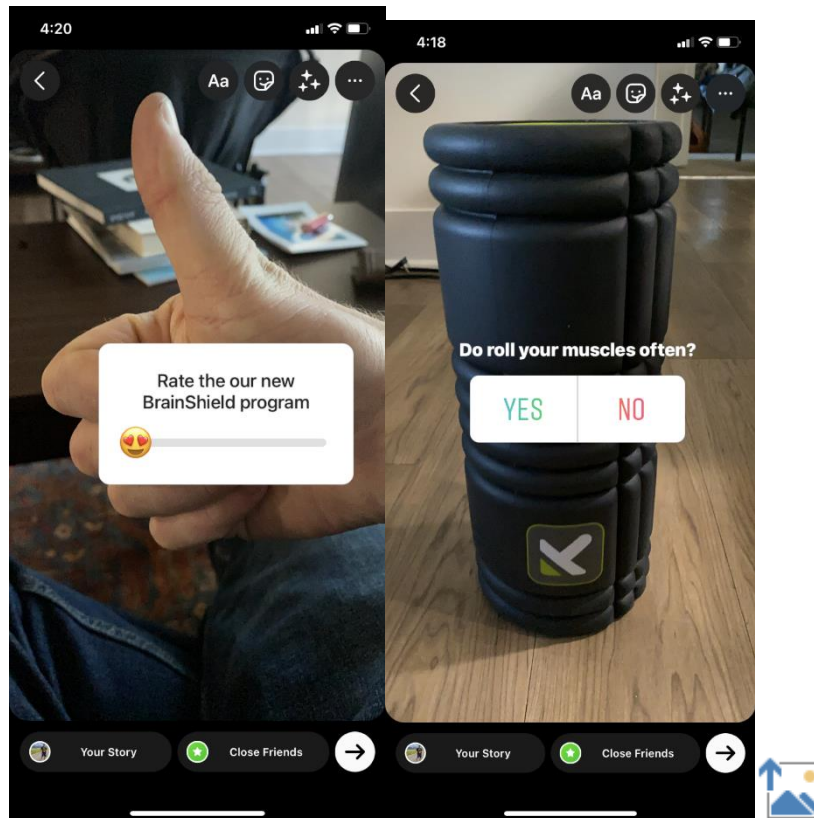 4:20
Aa
Rate the our new
BrainShield program
Your Story
Close Friends
4:18
Aa
Do roll your muscles often?
YES
NO
Your Story
Close Friends